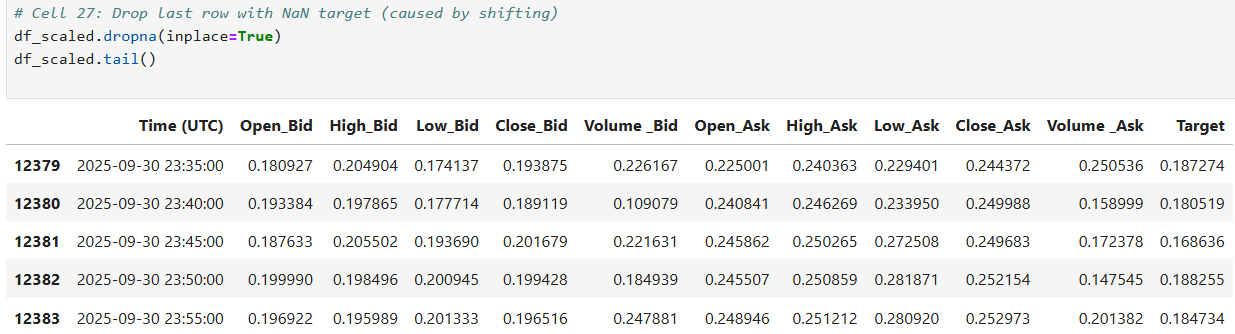 # Cell 27: Drop last row with NaN target (caused by shifting)
df_scaled.dropna(inplace=True)
df_scaled.tail()
Time (UTC) Open_Bid High_Bid Low_Bid Close_Bid Volume _Bid Open_Ask High_Ask Low_Ask Close_Ask Volume _Ask Target
12379 2025-09-30 23:35:00 0.180927 0.204904 0.174137 0.193875 0.226167 0.225001 0.240363 0.229401 0.244372 0.250536 0.187274
12380 2025-09-30 23:40:00 0.193384 0.197865 0.177714 0.189119 0.109079 0.240841 0.246269 0.233950 0.249988 0.158999 0.180519
12381 2025-09-30 23:45:00 0.187633 0.205502 0.193690 0.201679 0.221631 0.245862 0.250265 0.272508 0.249683 0.172378 0.168636
12382 2025-09-30 23:50:00 0.199990 0.198496 0.200945 0.199428 0.184939 0.245507 0.250859 0.281871 0.252154 0.147545 0.188255
12383 2025-09-30 23:55:00 0.196922 0.195989 0.201333 0.196516 0.247881 0.248946 0.251212 0.280920 0.252973 0.201382 0.184734